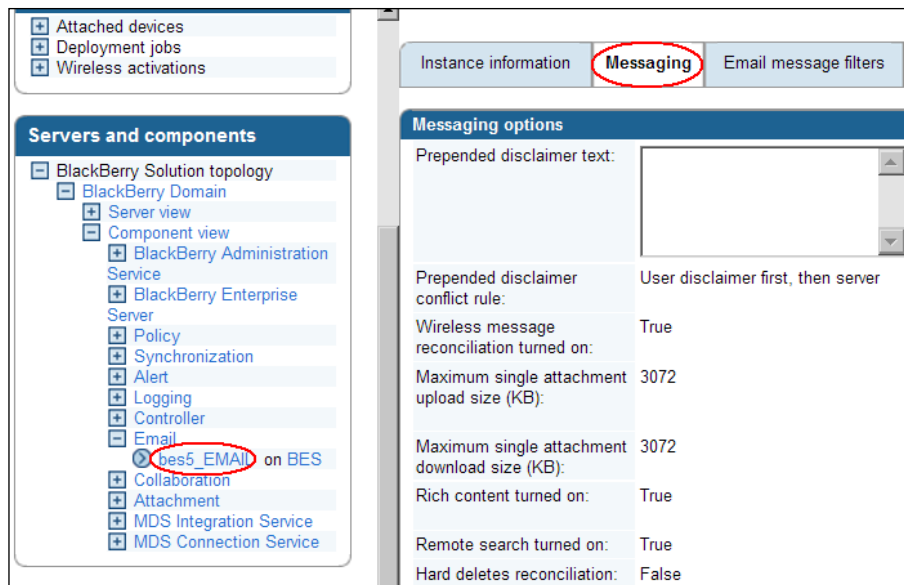 Attached devices
Deployment jobs
Wireless activations
Servers and components
BlackBerry Solution topology
BlackBerry Domain
Server view
Component view
BlackBerry Administration
Service
BlackBerry Enterprise
Server
Policy
Synchronization
Alert
Logging
Controller
Email
bes5_EMAIL on BES
Collaboration
Attachment
MDS Integration Service
MDS Connection Service
Instance information Messaging Email message filters
Messaging options
Prepended disclaimer text:
Prepended disclaimer User disclaimer first, then server
conflict rule:
Wireless message True
reconciliation turned on:
Maximum single attachment 3072
upload size (KB):
Maximum single attachment 3072
download size (KB):
Rich content turned on: True
Remote search turned on: True
Hard deletes reconciliation: False